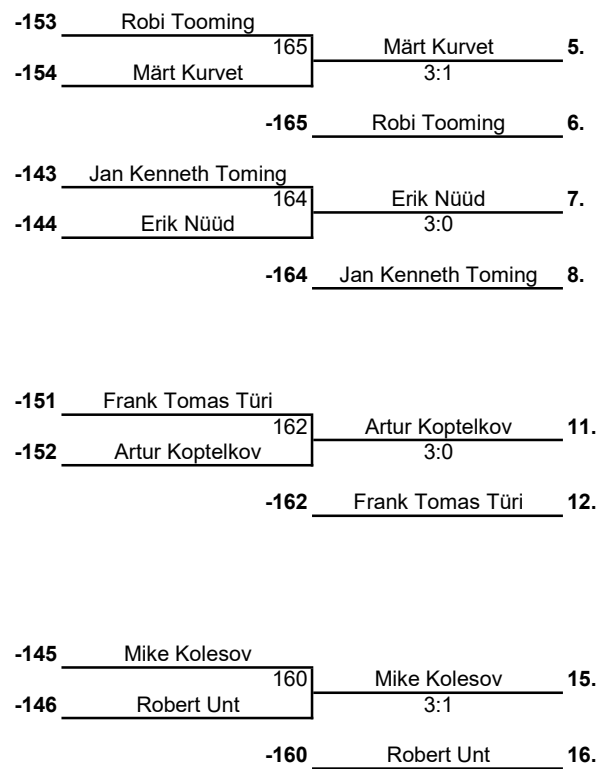 -153 Robi Tooming
165 Märt Kurvet 5.
-154 Märt Kurvet 3:1
-165 Robi Tooming 6.
-143 Jan Kenneth Toming
164 Erik Nüüd 7.
-144 Erik Nüüd 3:0
-164 Jan Kenneth Toming 8.
-151 Frank Tomas Türi
162 Artur Koptelkov 11.
-152 Artur Koptelkov 3:0
-162 Frank Tomas Türi 12.
-145 Mike Kolesov
160 Mike Kolesov 15.
-146 Robert Unt 3:1
-160 Robert Unt 16.